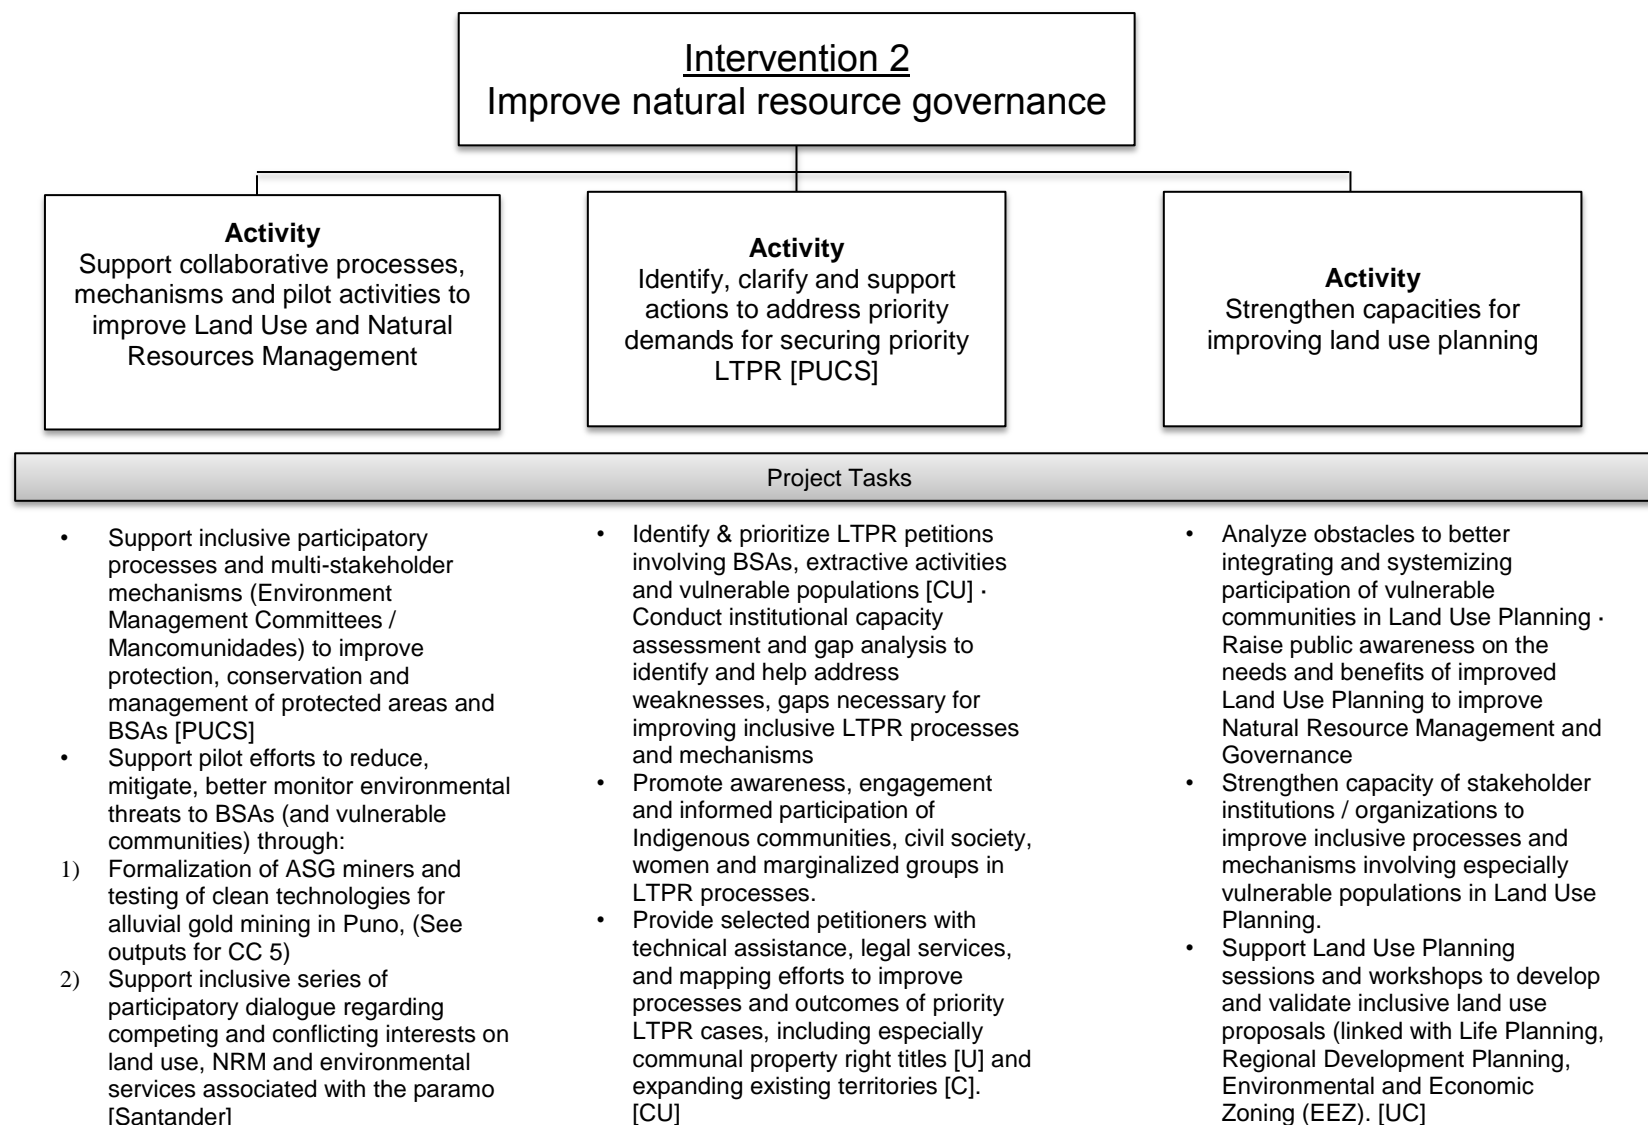 Intervention 2
Improve natural resource governance
Activity
Support collaborative processes,
mechanisms and pilot activities to
improve Land Use and Natural
Resources Management
Activity
Identify, clarify and support
actions to address priority
demands for securing priority
LTPR [PUCS]
Activity
Strengthen capacities for
improving land use planning
Project Tasks
• Support inclusive participatory
processes and multi-stakeholder
mechanisms (Environment
Management Committees /
Mancomunidades) to improve
protection, conservation and
management of protected areas and
BSAs [PUCS]
• Support pilot efforts to reduce,
mitigate, better monitor environmental
threats to BSAs (and vulnerable
communities) through:
1) Formalization of ASG miners and
testing of clean technologies for
alluvial gold mining in Puno, (See
outputs for CC 5)
2) Support inclusive series of
participatory dialogue regarding
competing and conflicting interests on
land use, NRM and environmental
services associated with the paramo
[Santander]
• Identify & prioritize LTPR petitions
involving BSAs, extractive activities
and vulnerable populations [CU] ·
Conduct institutional capacity
assessment and gap analysis to
identify and help address
weaknesses, gaps necessary for
improving inclusive LTPR processes
and mechanisms
• Promote awareness, engagement
and informed participation of
Indigenous communities, civil society,
women and marginalized groups in
LTPR processes.
• Provide selected petitioners with
technical assistance, legal services,
and mapping efforts to improve
processes and outcomes of priority
LTPR cases, including especially
communal property right titles [U] and
expanding existing territories [C].
[CU]
• Analyze obstacles to better
integrating and systemizing
participation of vulnerable
communities in Land Use Planning ·
Raise public awareness on the
needs and benefits of improved
Land Use Planning to improve
Natural Resource Management and
Governance
• Strengthen capacity of stakeholder
institutions / organizations to
improve inclusive processes and
mechanisms involving especially
vulnerable populations in Land Use
Planning.
• Support Land Use Planning
sessions and workshops to develop
and validate inclusive land use
proposals (linked with Life Planning,
Regional Development Planning,
Environmental and Economic
Zoning (EEZ). [UC]